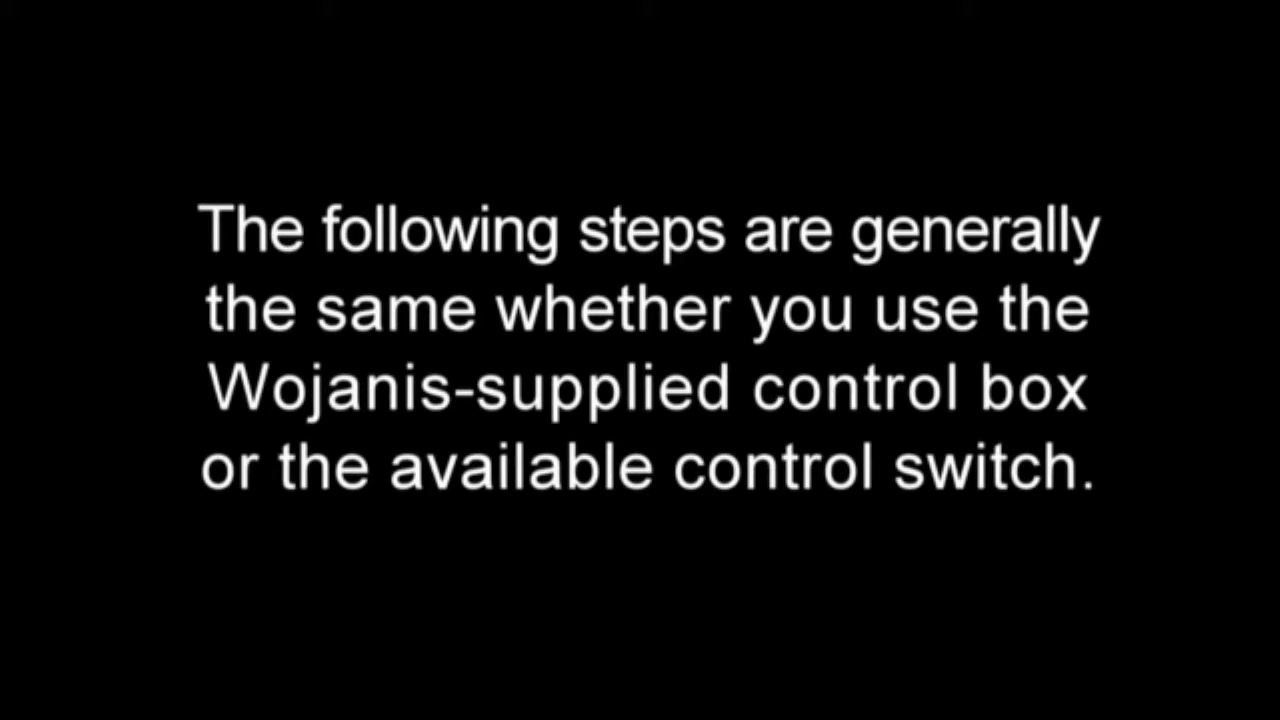 The following steps are generally
the same whether you use the
Wojanis-supplied control box
or the available control switch.